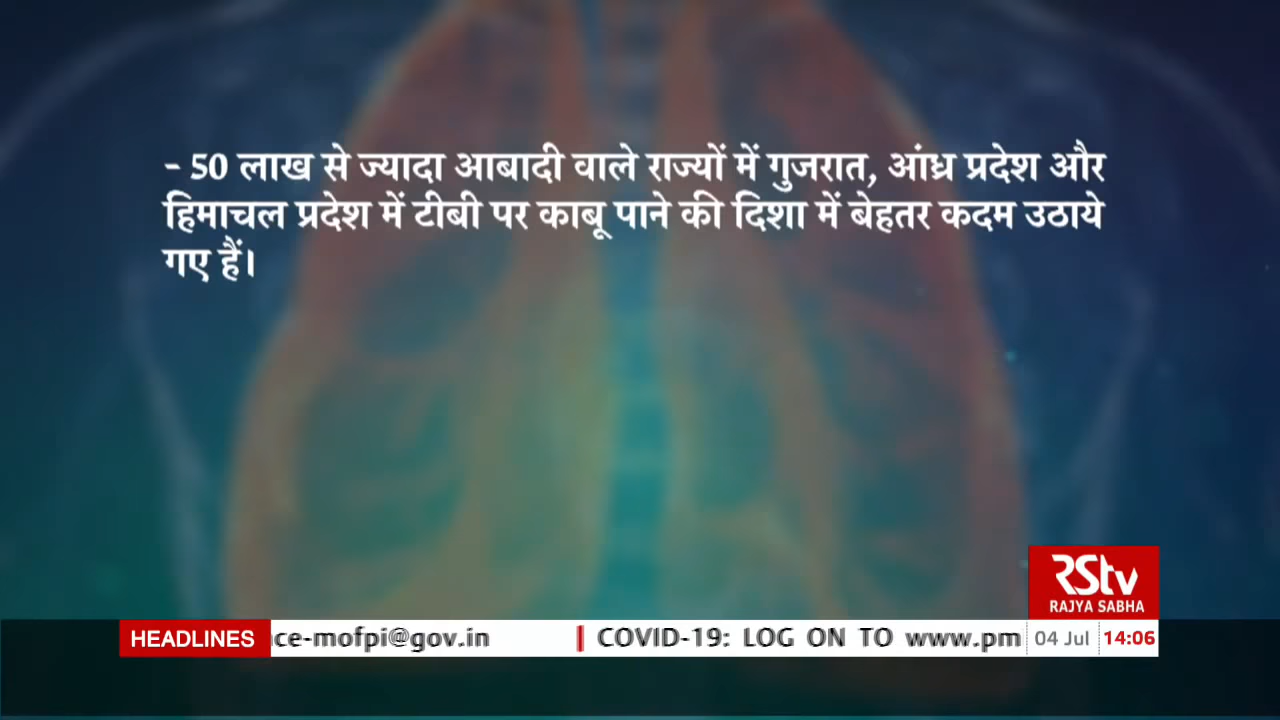 - 50 लाख से ज्यादा आबादी वाले राज्यों में गुजरात, आंध्र प्रदेश और
हिमाचल प्रदेश में टीबी पर काबू पाने की दिशा में बेहतर कदम उठाये
गए हैं।
RStv
RAJYA SABHA
HEADLINES ce-mofpi@gov.in | COVID-19: LOG ON TO www.pm 04 Jul 14:06